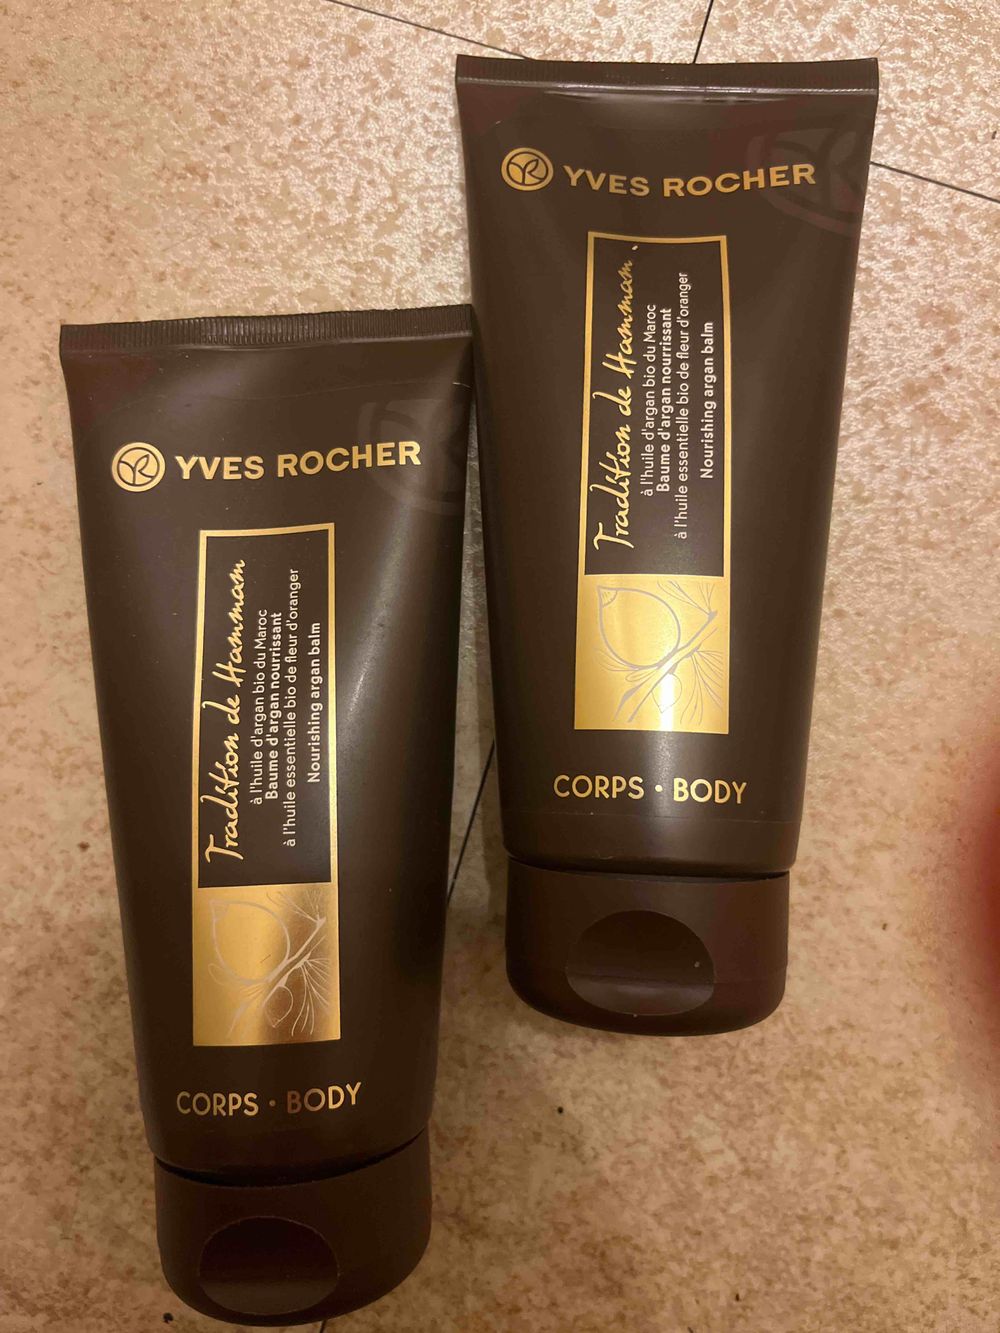 YVES ROCHER
Tradition de Hammam
à l'huile d'argan bio du Maroc
Baume d'argan nourrissant
à l'huile essentielle bio de fleur d'oranger
Nourishing argan balm
CORPS • BODY
YVES ROCHER
Tradition de Hammam
à l'huile d'argan bio du Maroc
Baume d'argan nourrissant
à l'huile essentielle bio de fleur d'oranger
Nourishing argan balm
CORPS • BODY